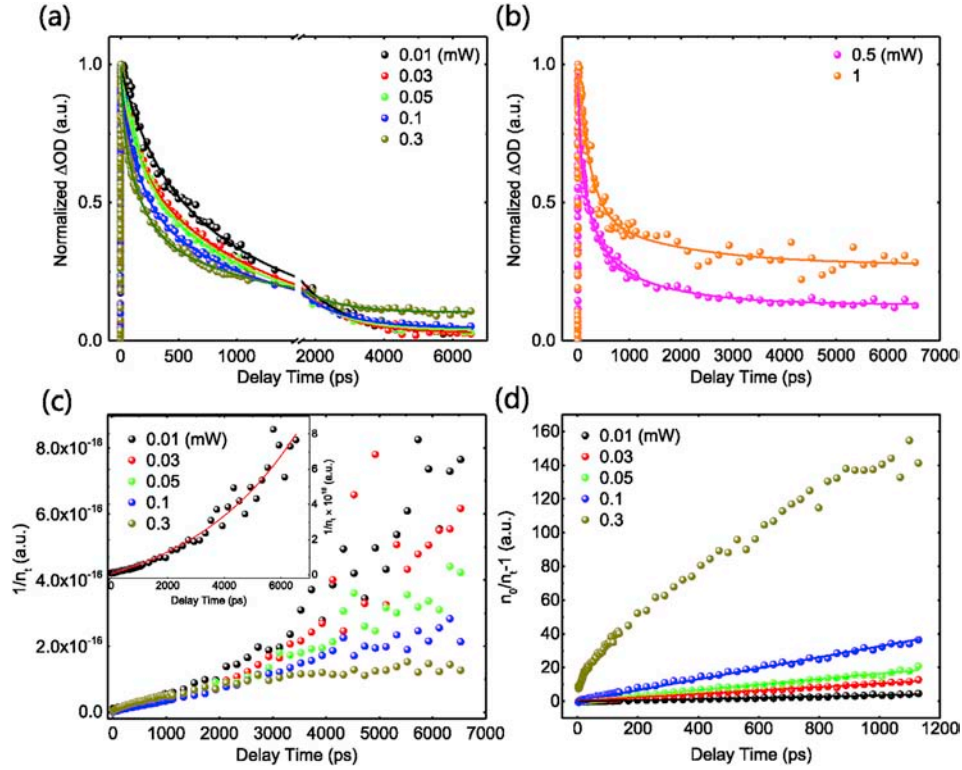 (a)
1.0
0.5
0.0
Normalized ΔOD (a.u.)
0.01 (mW)
0.03
0.05
0.1
0.3
0 500 1000 2000 4000 6000
Delay Time (ps)
(b)
1.0
0.5
0.0
Normalized ΔOD (a.u.)
0.5 (mW)
1
0 1000 2000 3000 4000 5000 6000 7000
Delay Time (ps)
(c)
8.0x10⁻¹⁶
6.0x10⁻¹⁶
4.0x10⁻¹⁶
2.0x10⁻¹⁶
0.0
1/nₜ (a.u.)
0.01 (mW)
0.03
0.05
0.1
0.3
8
6
4
2
0
0 2000 4000 6000
Delay Time (ps)
0 1000 2000 3000 4000 5000 6000 7000
Delay Time (ps)
(d)
160
140
120
100
80
60
40
20
0
n₀/nₜ-1 (a.u.)
0.01 (mW)
0.03
0.05
0.1
0.3
0 200 400 600 800 1000 1200
Delay Time (ps)